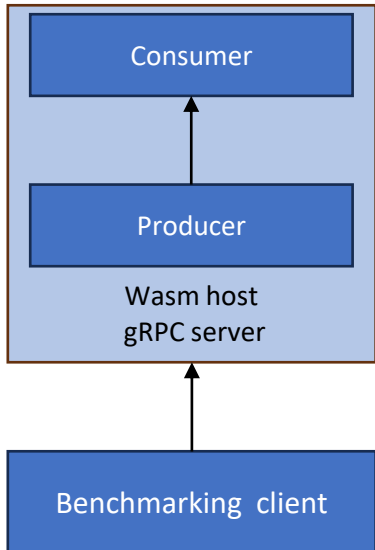 Consumer
Producer
Wasm host
gRPC server
Benchmarking client